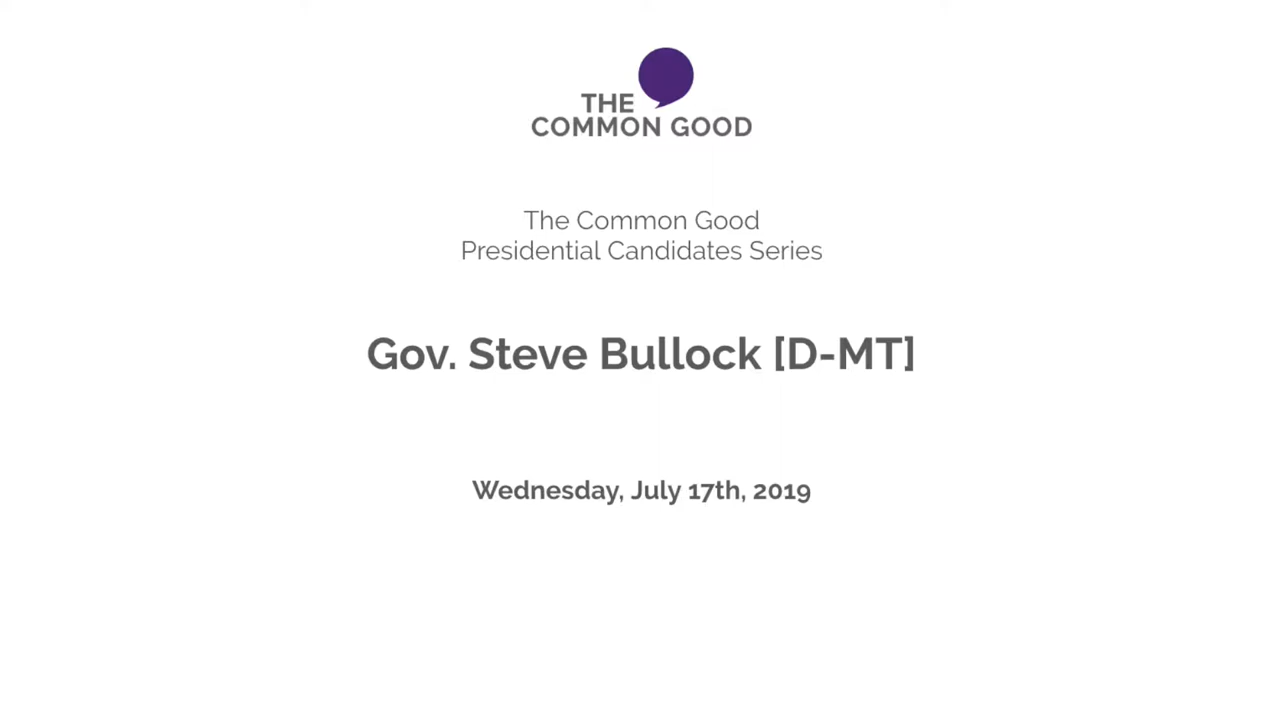 THE
COMMON GOOD
The Common Good
Presidential Candidates Series
Gov. Steve Bullock [D-MT]
Wednesday, July 17th, 2019